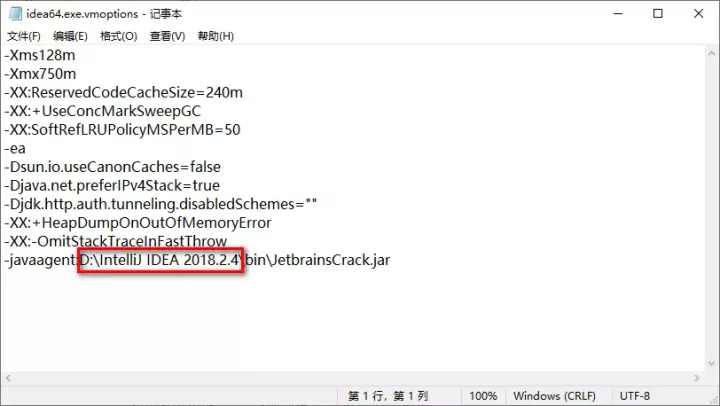 idea64.exe.vmoptions - 记事本
文件(F) 编辑(E) 格式(O) 查看(V) 帮助(H)
-Xms128m
-Xmx750m
-XX:ReservedCodeCacheSize=240m
-XX:+UseConcMarkSweepGC
-XX:SoftRefLRUPolicyMSPerMB=50
-ea
-Dsun.io.useCanonCaches=false
-Djava.net.preferIPv4Stack=true
-Djdk.http.auth.tunneling.disabledSchemes=""
-XX:+HeapDumpOnOutOfMemoryError
-XX:-OmitStackTraceInFastThrow
-javaagent:D:\IntelliJ IDEA 2018.2.4\bin\JetbrainsCrack.jar
第 1 行，第 1 列 100% Windows (CRLF) UTF-8